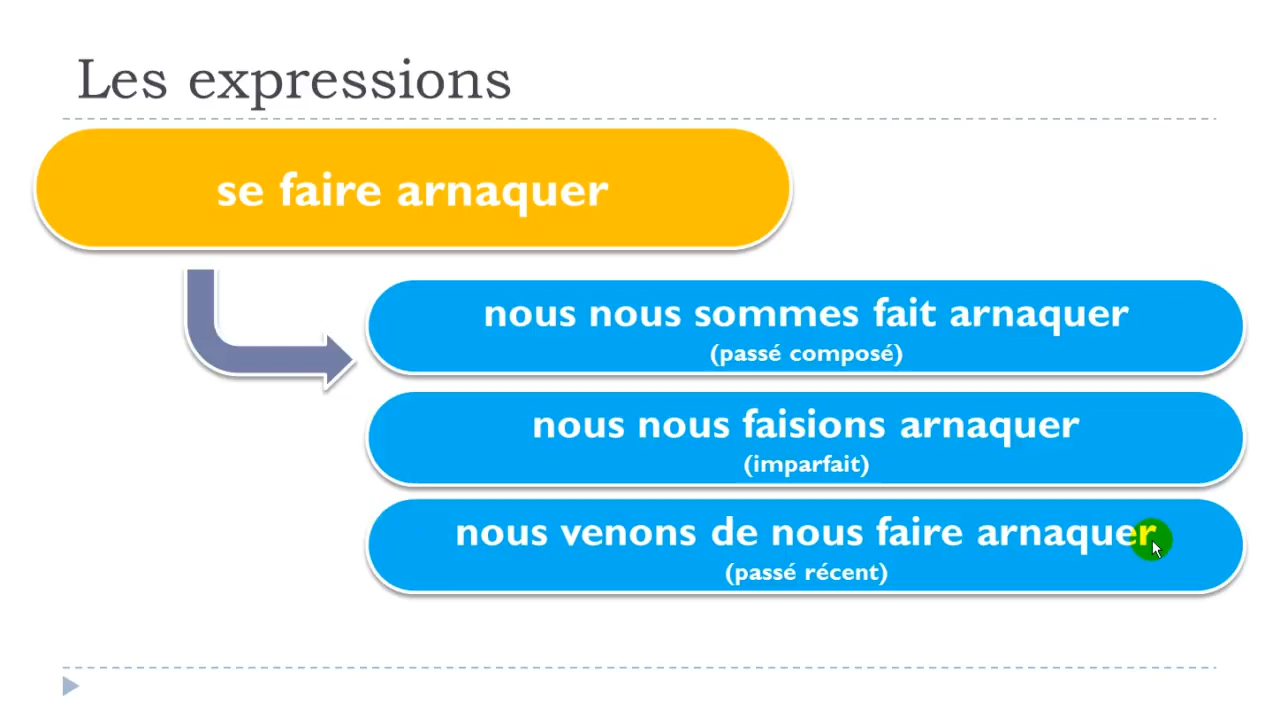 Les expressions
se faire arnaquer
nous nous sommes fait arnaquer
(passé composé)
nous nous faisions arnaquer
(imparfait)
nous venons de nous faire arnaquer
(passé récent)